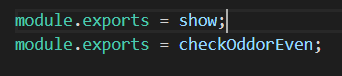 module.exports = show;
module.exports = checkOddorEven;